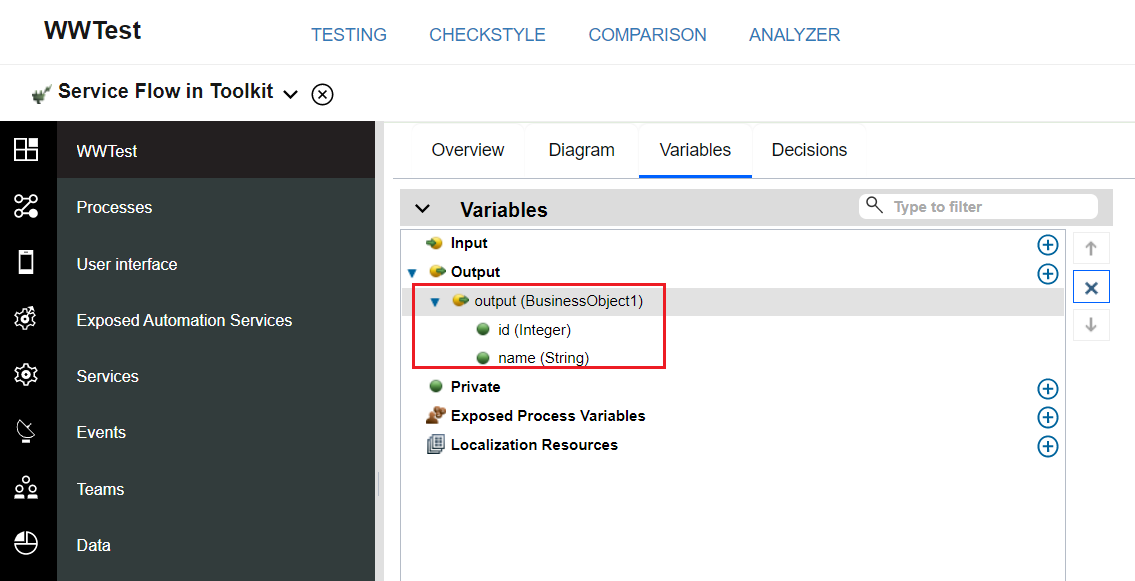 WWTest
TESTING CHECKSTYLE COMPARISON ANALYZER
Service Flow in Toolkit
WWTest
Processes
User interface
Exposed Automation Services
Services
Events
Teams
Data
Overview Diagram Variables Decisions
Variables
Type to filter
Input
Output
output (BusinessObject1)
id (Integer)
name (String)
Private
Exposed Process Variables
Localization Resources